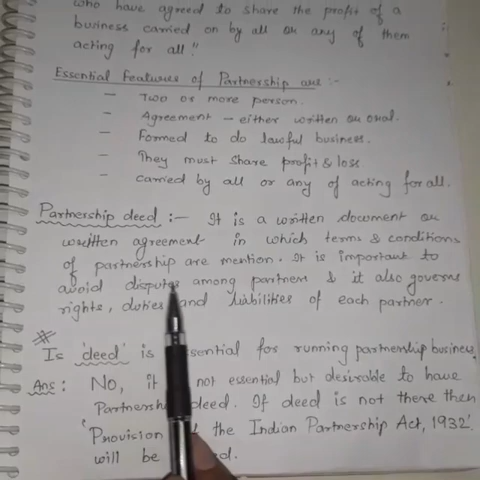 who have agreed to share the profit of a
business carried on by all or any of them
acting for all"
Essential Features of Partnership are :-
- Two or more person.
- Agreement - either written or oral.
- Formed to do lawful business.
- They must share profit & loss
- carried by all or any of acting for all.
Partnership deed :- It is a written document or
written agreement in which terms & conditions
of partnership are mention. It is important to
avoid disputes among partners & it also governs
rights, duties and liabilities of each partner.
Is 'deed' is essential for running partnership business
Ans : No, it not essential but desirable to have
Partnership deed. If deed is not there then
'Provision the Indian Partnership Act, 1932'
will be